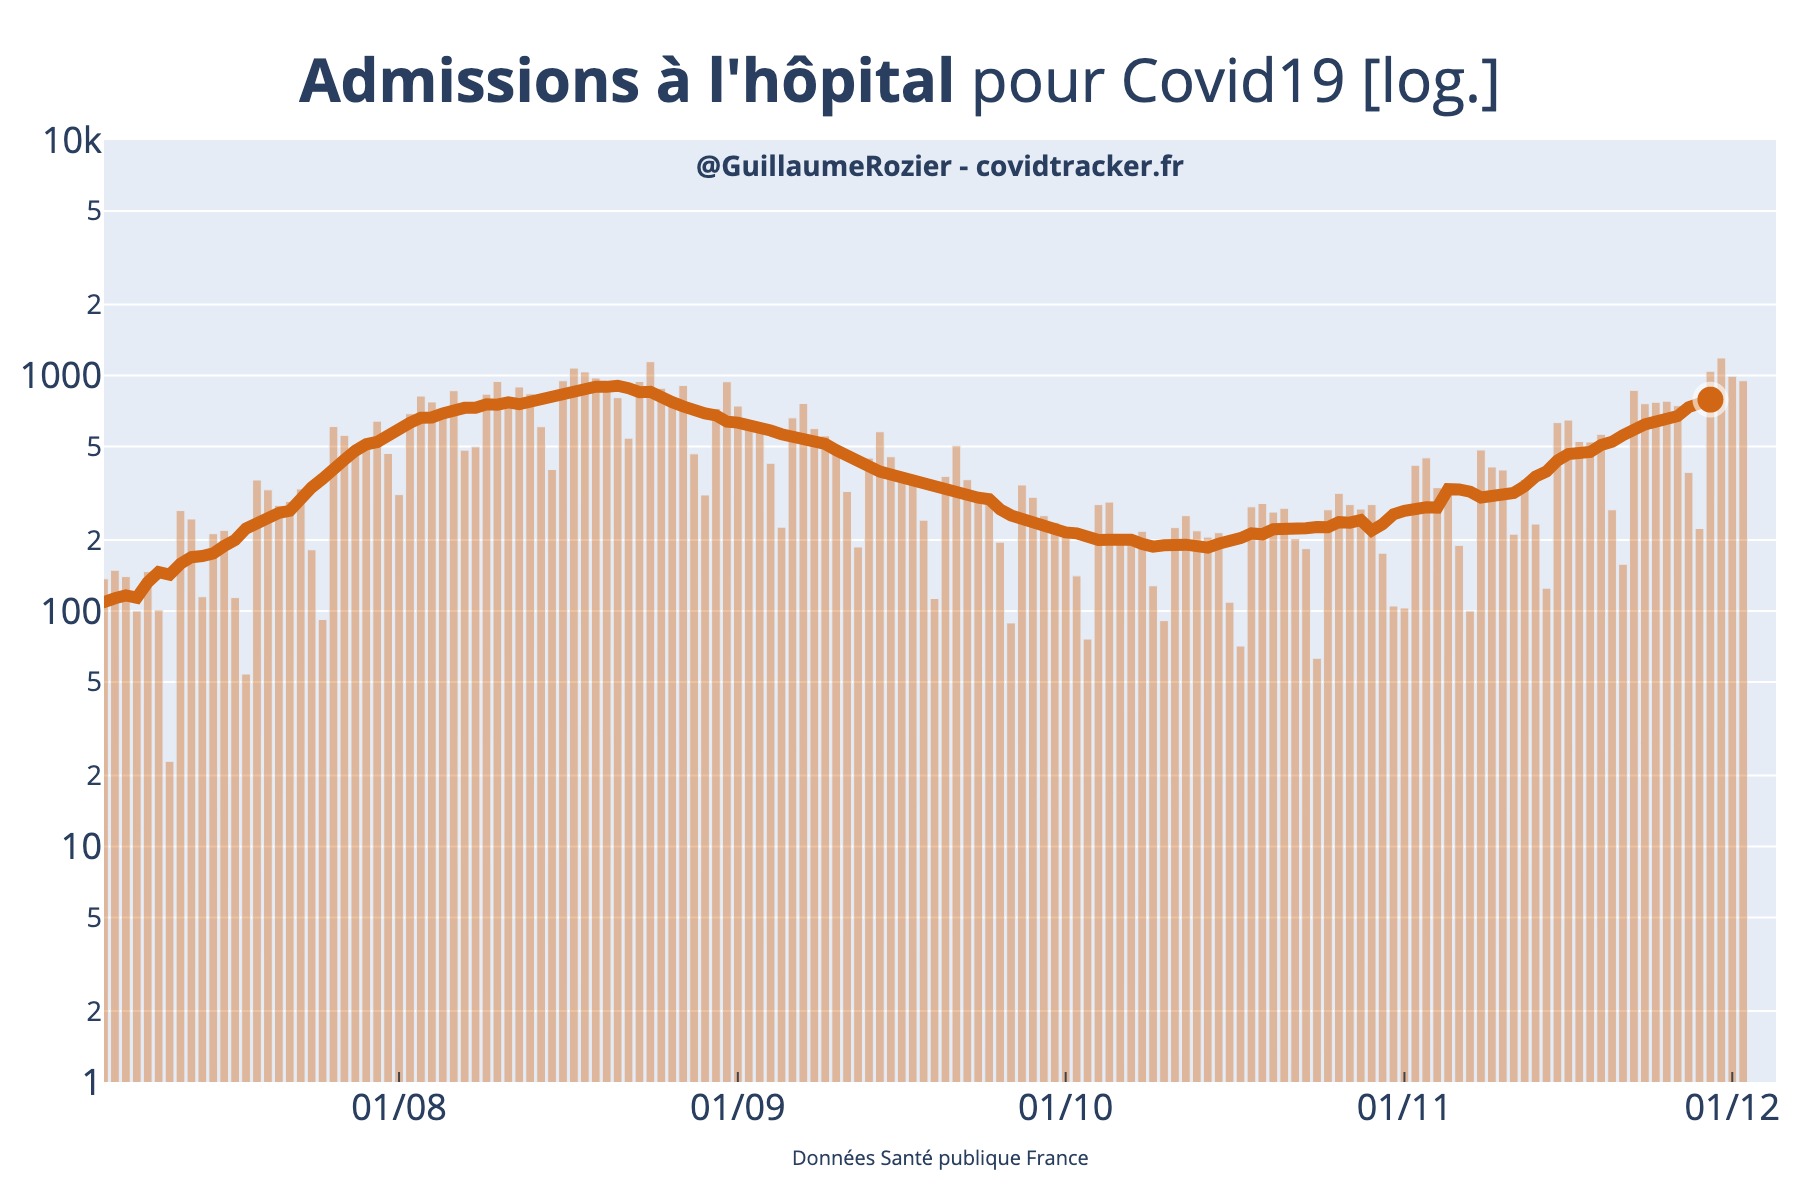 Admissions à l'hôpital pour Covid19 [log.]
@GuillaumeRozier - covidtracker.fr
10k
5
2
1000
5
2
100
5
2
10
5
2
1
01/08 01/09 01/10 01/11 01/12
Données Santé publique France